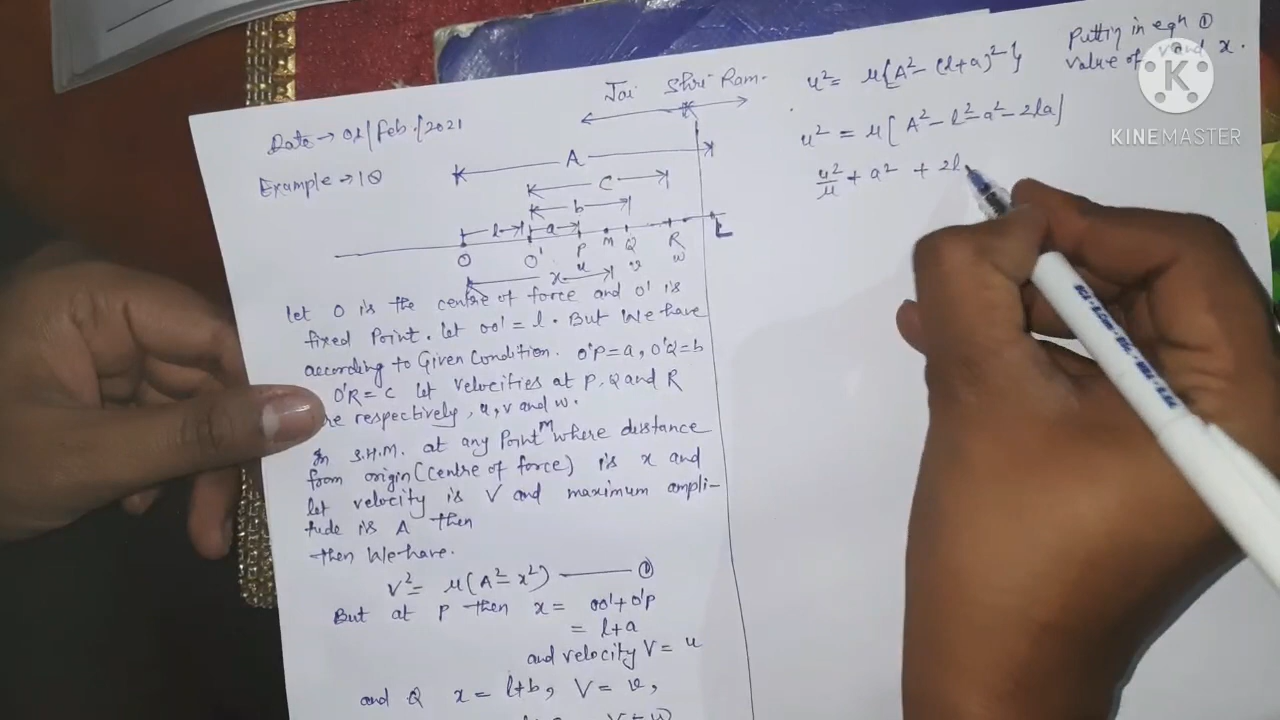 Jai Shri Ram.
Date → 01/Feb./2021
Example → 10
A
C
b
l a
O O' P M Q R L
u v w
x
let O is the centre of force and O' is
fixed Point. let OO' = l. But We have
according to Given Condition. O'P=a, O'Q=b
O'R = C let velocities at P, Q and R
re respectively, u, v and w.
In S.H.M. at any Point M where distance
from origin (centre of force) is x and
let velocity is V and maximum ampli-
tude is A then
then We have.
V² = μ(A² - x²) ——— ①
But at P then x = OO' + O'P
= l+a
and velocity V = u
and Q x = l+b, V = v,
u² = μ{A² - (l+a)²}
Putting in eqn ①
value of V and x.
u² = μ[A² - l² - a² - 2la]
u²/μ + a² + 2l
K
KINEMASTER